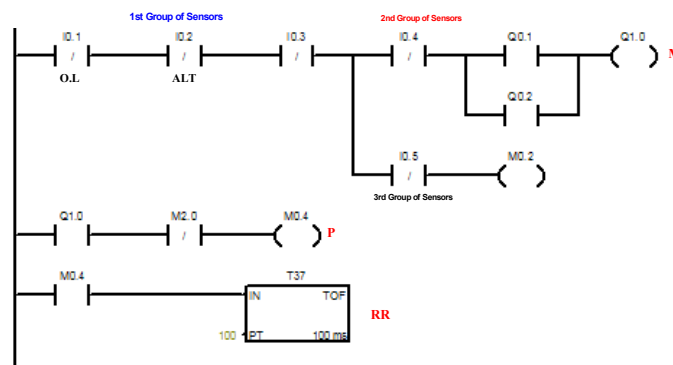 1st Group of Sensors
2nd Group of Sensors
I0.1 I0.2 I0.3 I0.4 Q0.1 Q1.0
/ / / /
M
O.L ALT
Q0.2
I0.5 M0.2
/
3rd Group of Sensors
Q1.0 M2.0 M0.4
/
P
M0.4 T37
IN TOF
RR
100 PT 100 ms